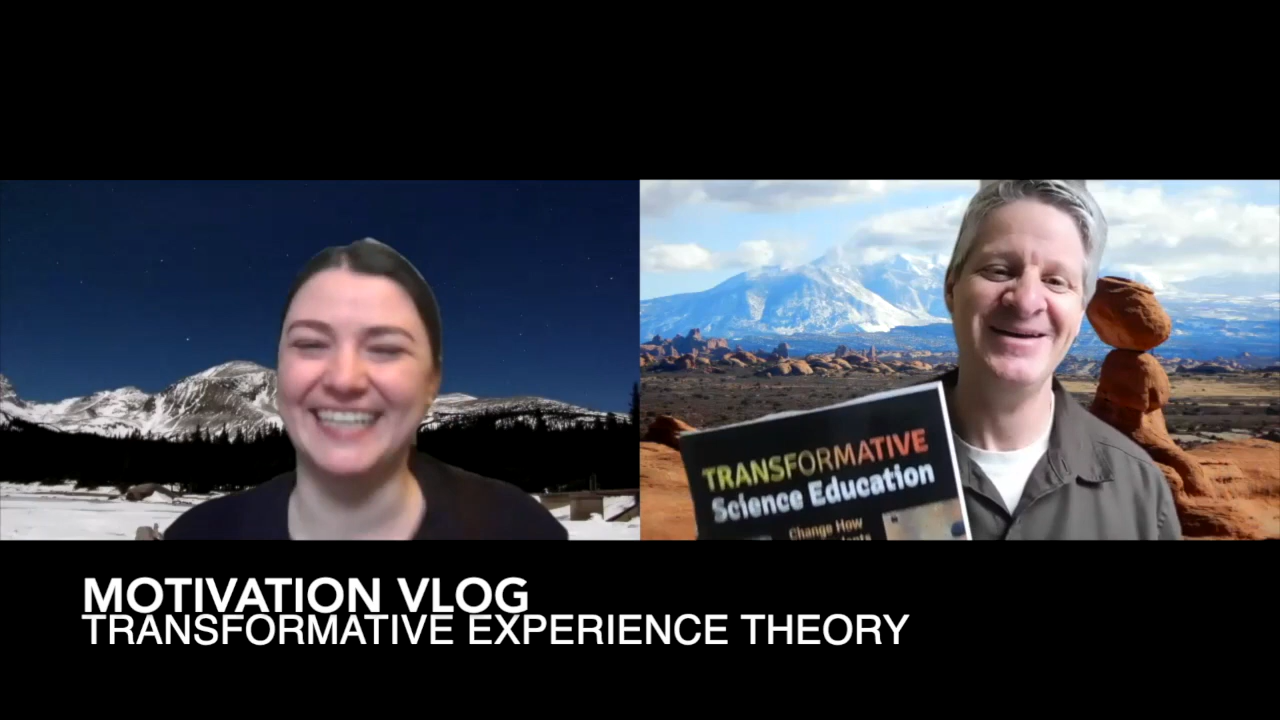 TRANSFORMATIVE
Science Education
Change How
MOTIVATION VLOG
TRANSFORMATIVE EXPERIENCE THEORY